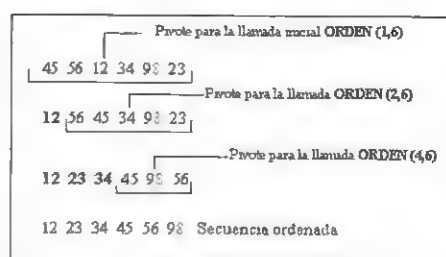 Pivote para la llamada inicial ORDEN (1,6)
45 56 12 34 98 23
Pivote para la llamada ORDEN (2,6)
12 56 45 34 98 23
Pivote para la llamada ORDEN (4,6)
12 23 34 45 98 56
12 23 34 45 56 98 Secuencia ordenada